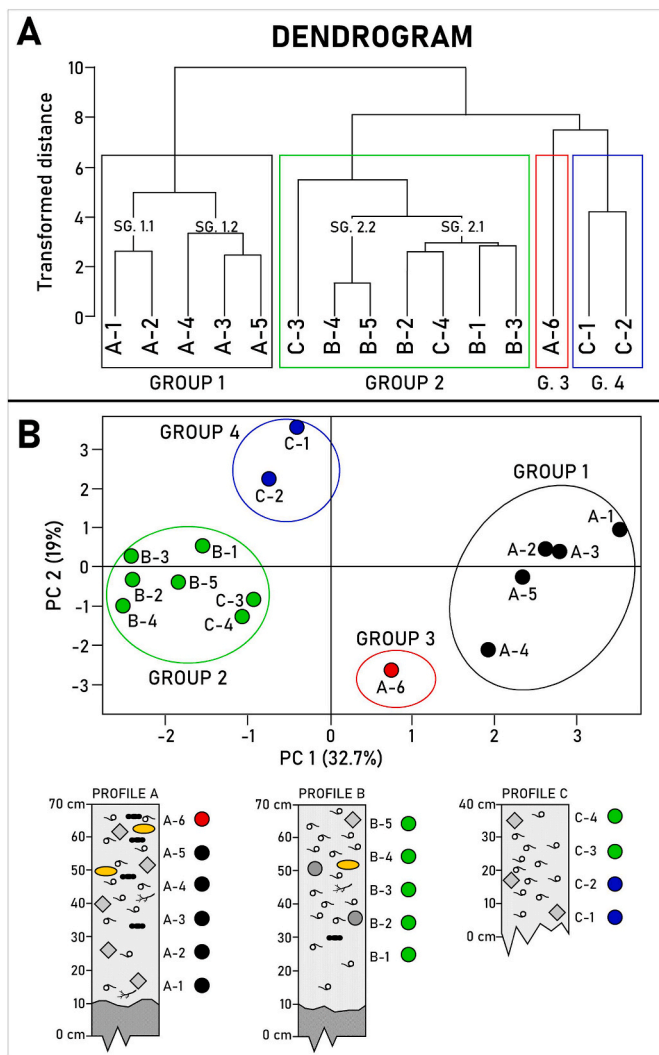 A
DENDROGRAM
Transformed distance
10
8
6
4
2
0
SG. 1.1
SG. 1.2
SG. 2.2
SG. 2.1
A-1
A-2
A-4
A-3
A-5
C-3
B-4
B-5
B-2
C-4
B-1
B-3
A-6
C-1
C-2
GROUP 1
GROUP 2
G. 3
G. 4
B
PC 2 (19%)
3
2
1
0
-1
-2
-3
GROUP 4
C-1
C-2
GROUP 1
A-1
A-2
A-3
A-5
A-4
B-3
B-1
B-2
B-5
B-4
C-3
C-4
GROUP 2
GROUP 3
A-6
-2
-1
0
1
2
3
PC 1 (32.7%)
PROFILE A
70 cm
60
50
40
30
20
10
0 cm
A-6
A-5
A-4
A-3
A-2
A-1
PROFILE B
70 cm
60
50
40
30
20
10
0 cm
B-5
B-4
B-3
B-2
B-1
PROFILE C
40 cm
30
20
10
0 cm
C-4
C-3
C-2
C-1